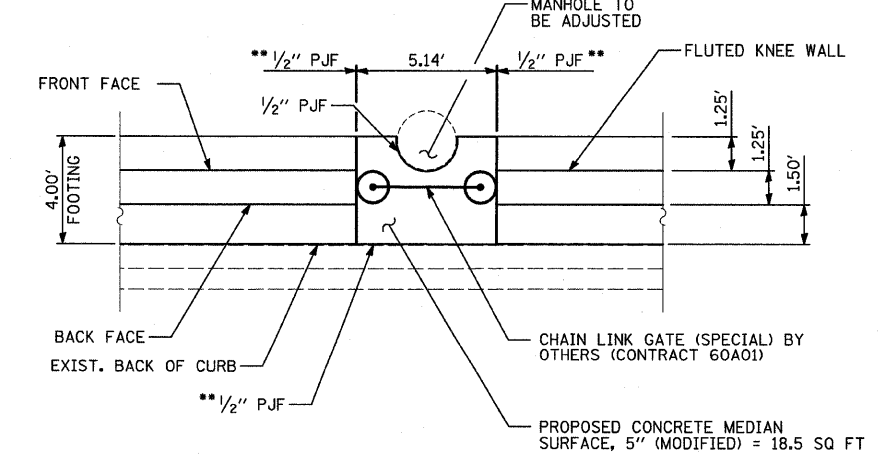 MANHOLE TO
BE ADJUSTED
**1/2" PJF
5.14'
1/2" PJF**
FLUTED KNEE WALL
FRONT FACE
1/2" PJF
1.25'
1.25'
1.50'
4.00'
FOOTING
BACK FACE
EXIST. BACK OF CURB
**1/2" PJF
CHAIN LINK GATE (SPECIAL) BY
OTHERS (CONTRACT 60A01)
PROPOSED CONCRETE MEDIAN
SURFACE, 5" (MODIFIED) = 18.5 SQ FT